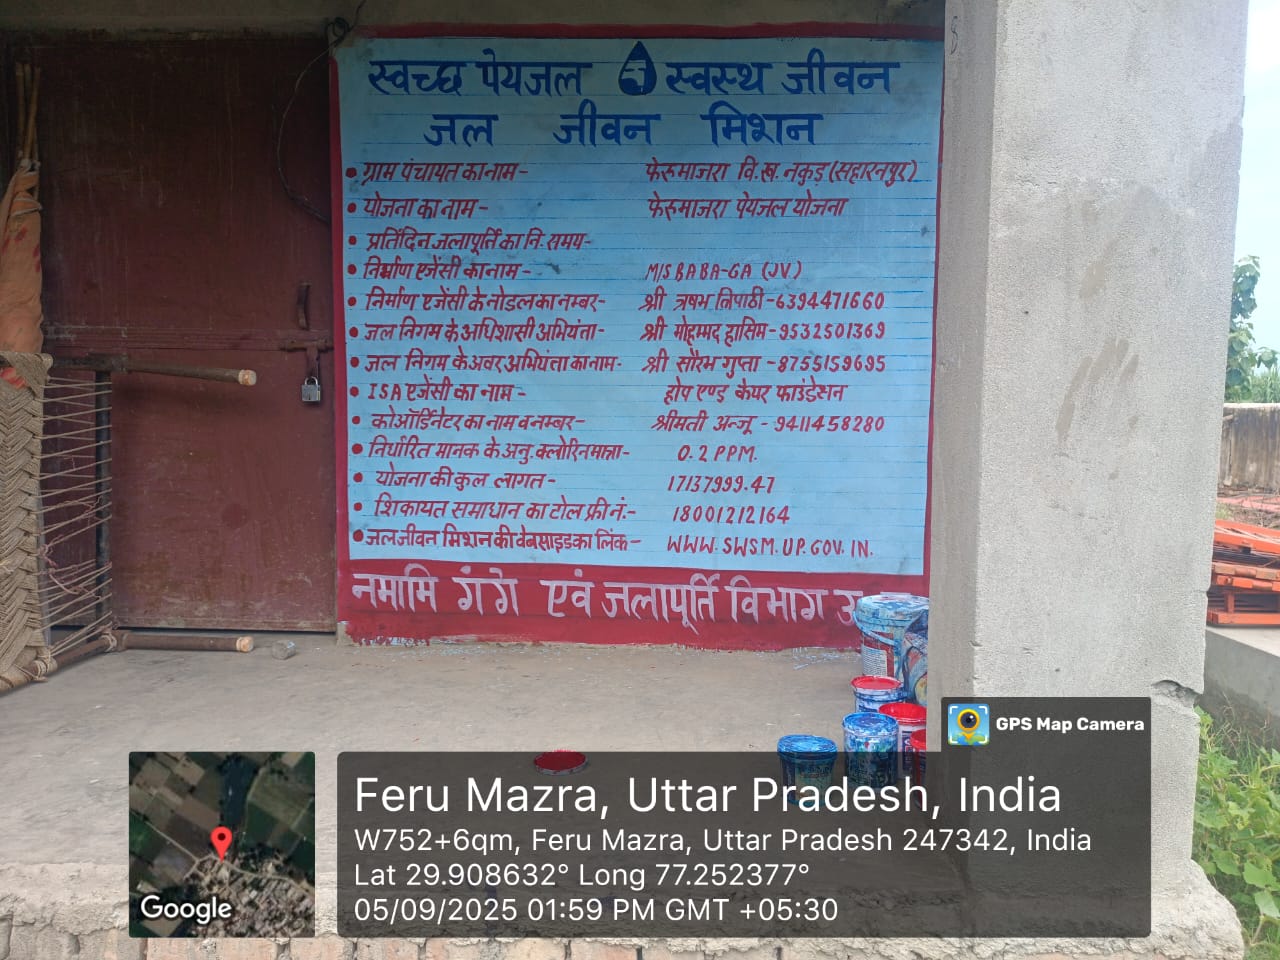 स्वच्छ पेयजल स्वस्थ जीवन
जल जीवन मिशन
• ग्राम पंचायत का नाम - फेरुमाजरा वि.ख. नकुड़ (सहारनपुर)
• योजना का नाम - फेरुमाजरा पेयजल योजना
• प्रतिदिन जलापूर्ति का नि. समय-
• निर्माण एजेंसी का नाम - M/S BABA-GA (JV)
• निर्माण एजेंसी के नोडल का नम्बर- श्री त्रषभ त्रिपाठी - 6394471660
• जल निगम के अधिशासी अभियंता- श्री मोहम्मद हासिम - 9532501369
• जल निगम के अवर अभियंता का नाम- श्री सौरभ गुप्ता - 8755159695
• ISA एजेंसी का नाम - होप एण्ड केयर फाउंडेसन
• कोऑर्डिनेटर का नाम व नम्बर- श्रीमती अन्जू - 9411458280
• निर्धारित मानक के अनु. क्लोरिन मात्रा- 0.2 PPM.
• योजना की कुल लागत - 17137999.47
• शिकायत समाधान का टोल फ्री नं.- 18001212164
• जल जीवन मिशन की वेबसाइड का लिंक- WWW.SWSM.UP.GOV.IN.
नमामि गंगे एवं जलापूर्ति विभाग
GPS Map Camera
Feru Mazra, Uttar Pradesh, India
W752+6qm, Feru Mazra, Uttar Pradesh 247342, India
Lat 29.908632° Long 77.252377°
05/09/2025 01:59 PM GMT +05:30
Google